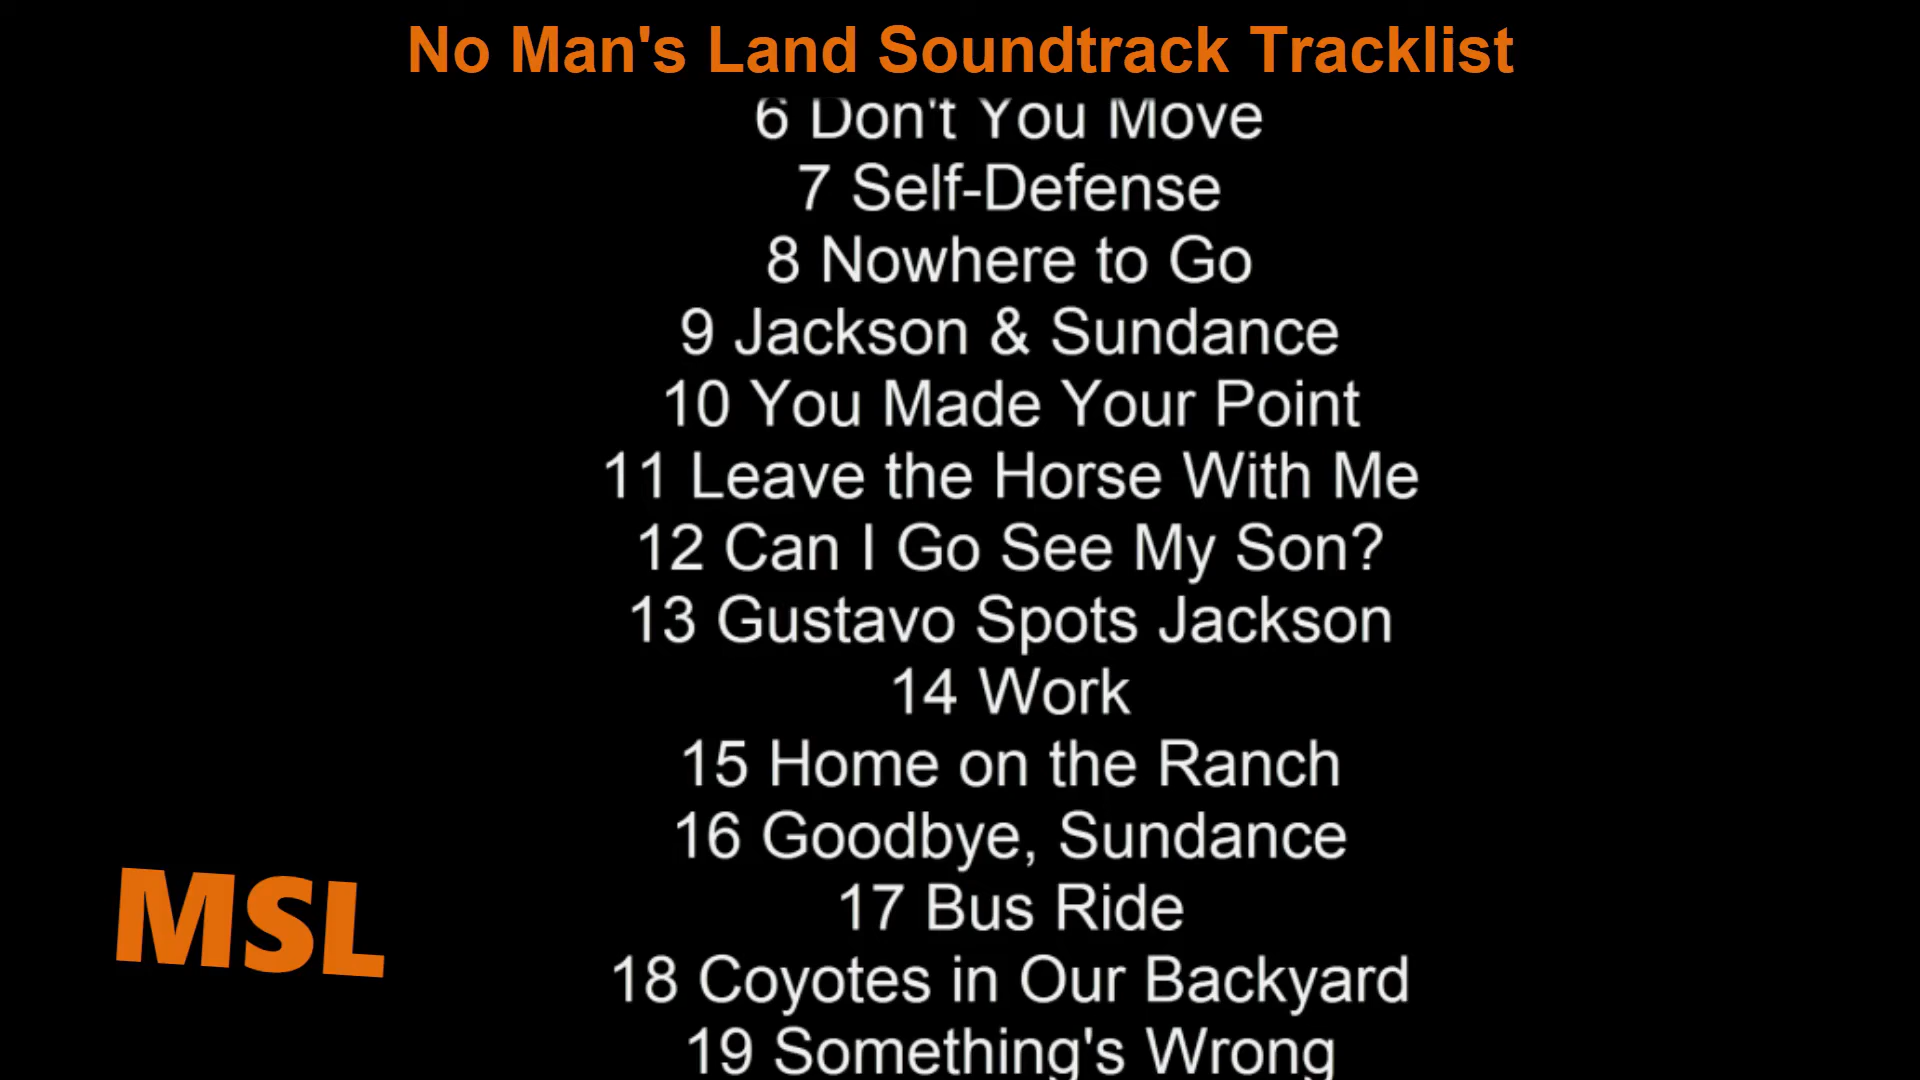 No Man's Land Soundtrack Tracklist
6 Don't You Move
7 Self-Defense
8 Nowhere to Go
9 Jackson & Sundance
10 You Made Your Point
11 Leave the Horse With Me
12 Can I Go See My Son?
13 Gustavo Spots Jackson
14 Work
15 Home on the Ranch
16 Goodbye, Sundance
17 Bus Ride
18 Coyotes in Our Backyard
19 Something's Wrong
MSL